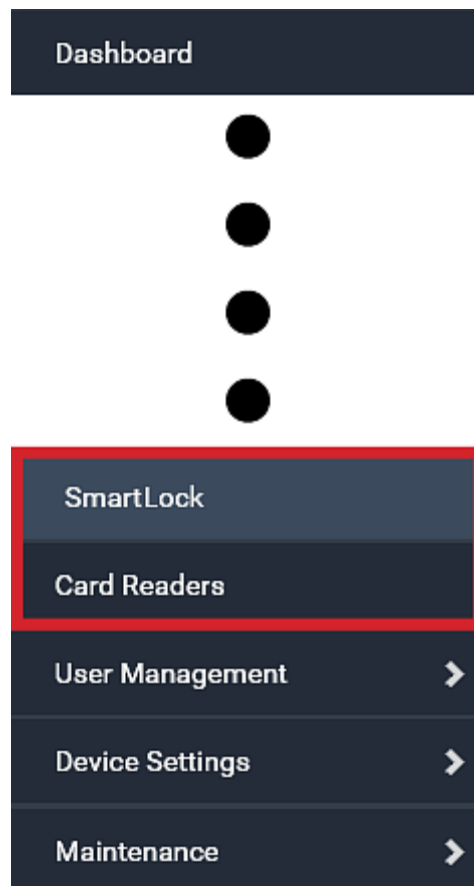 Dashboard
SmartLock
Card Readers
User Management
Device Settings
Maintenance